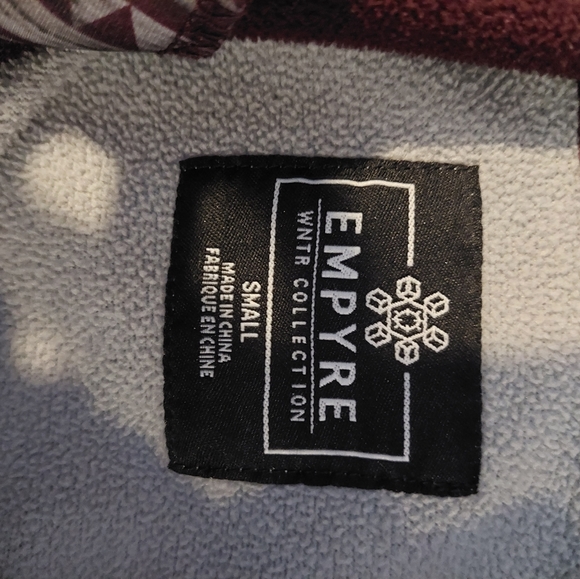 EMPYRE
WNTR COLLECTION
SMALL
MADE IN CHINA
FABRIQUE EN CHINE